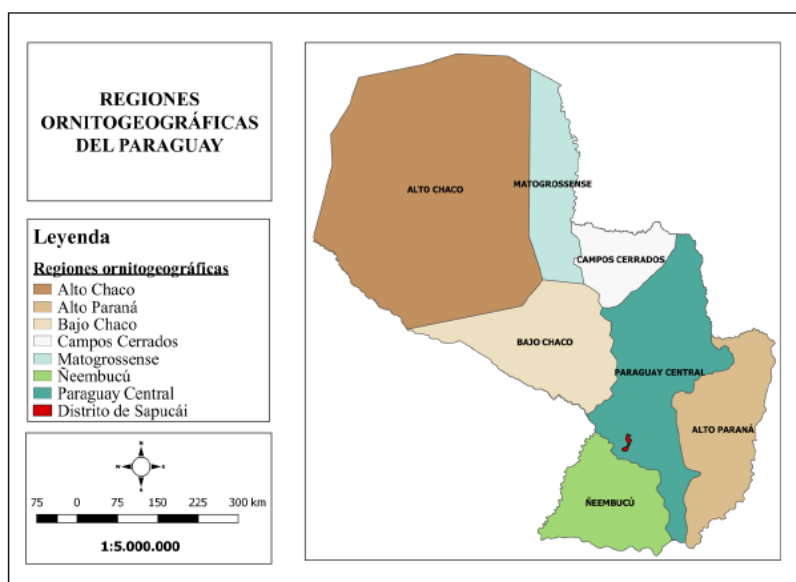 REGIONES
ORNITOGEOGRÁFICAS
DEL PARAGUAY
Leyenda
Regiones ornitogeográficas
Alto Chaco
Alto Paraná
Bajo Chaco
Campos Cerrados
Matogrossense
Ñeembucú
Paraguay Central
Distrito de Sapucái
N
W E
S
75 0 75 150 225 300 km
1:5.000.000
ALTO CHACO
MATOGROSSENSE
CAMPOS CERRADOS
BAJO CHACO
PARAGUAY CENTRAL
ALTO PARANÁ
ÑEEMBUCÚ